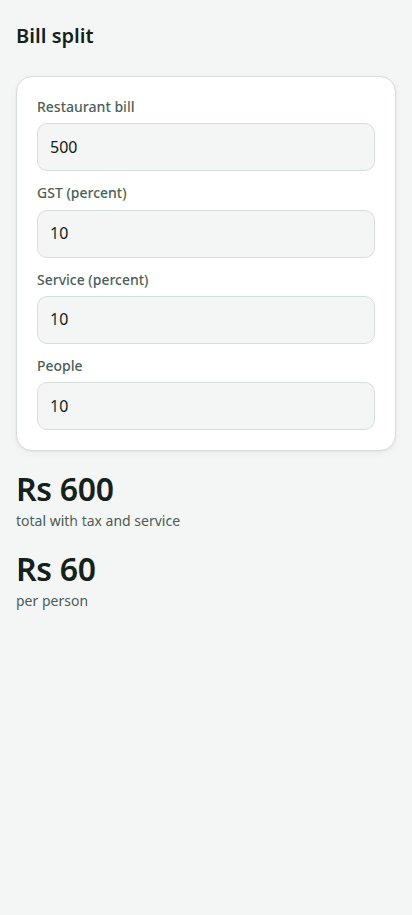 Bill split
Restaurant bill
500
GST (percent)
10
Service (percent)
10
People
10
Rs 600
total with tax and service
Rs 60
per person